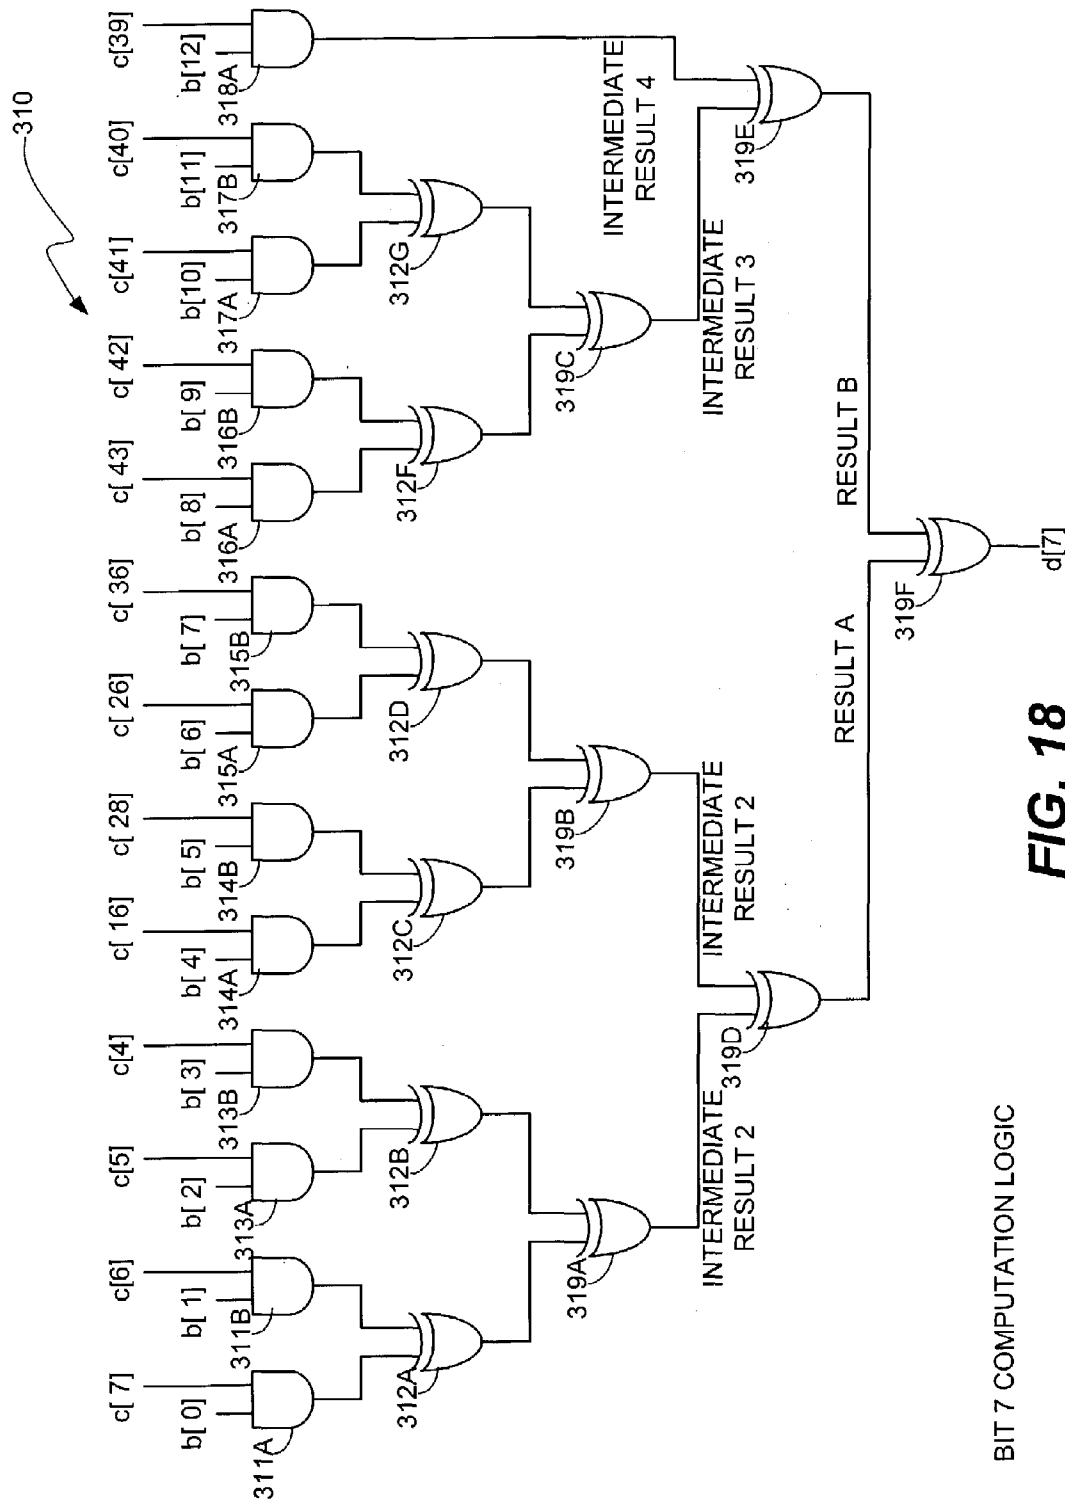 310
c[7]
c[6]
c[5]
c[4]
c[16]
c[28]
c[26]
c[36]
c[43]
c[42]
c[41]
c[40]
c[39]
b[0]
b[1]
b[2]
b[3]
b[4]
b[5]
b[6]
b[7]
b[8]
b[9]
b[10]
b[11]
b[12]
311A
311B
313A
313B
314A
314B
315A
315B
316A
316B
317A
317B
318A
312A
312B
312C
312D
312F
312G
319A
319B
319C
INTERMEDIATE
RESULT 4
INTERMEDIATE
RESULT 2
INTERMEDIATE
RESULT 2
INTERMEDIATE
RESULT 3
319D
319E
RESULT A
RESULT B
319F
d[7]
BIT 7 COMPUTATION LOGIC
FIG. 18